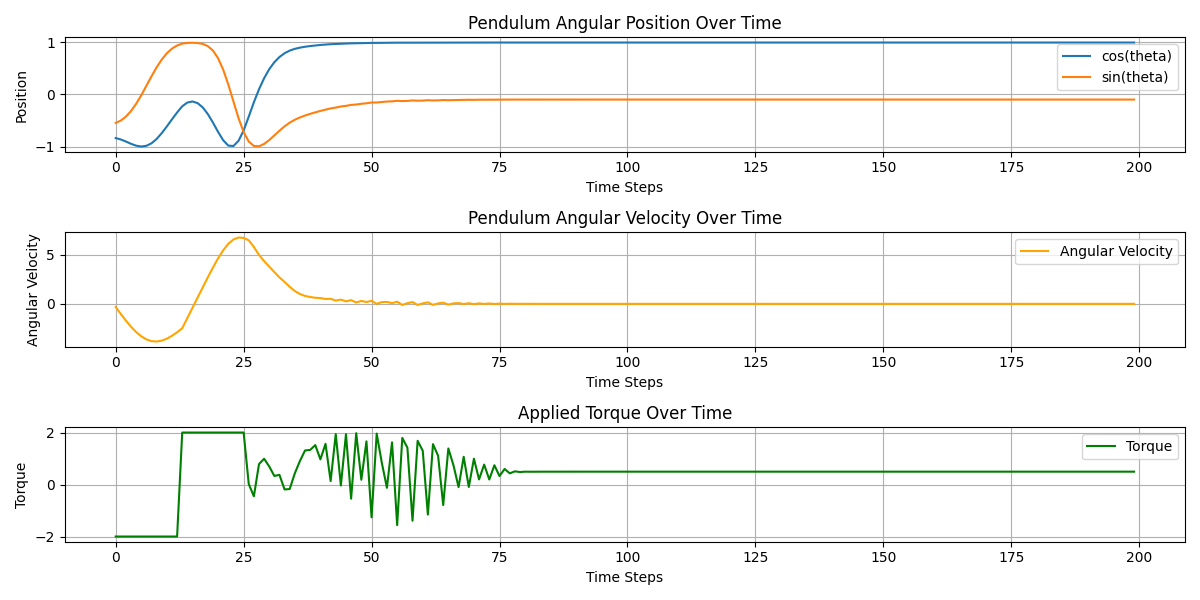 Pendulum Angular Position Over Time
Position
1
0
−1
cos(theta)
sin(theta)
0 25 50 75 100 125 150 175 200
Time Steps
Pendulum Angular Velocity Over Time
Angular Velocity
5
0
Angular Velocity
0 25 50 75 100 125 150 175 200
Time Steps
Applied Torque Over Time
Torque
2
0
−2
Torque
0 25 50 75 100 125 150 175 200
Time Steps